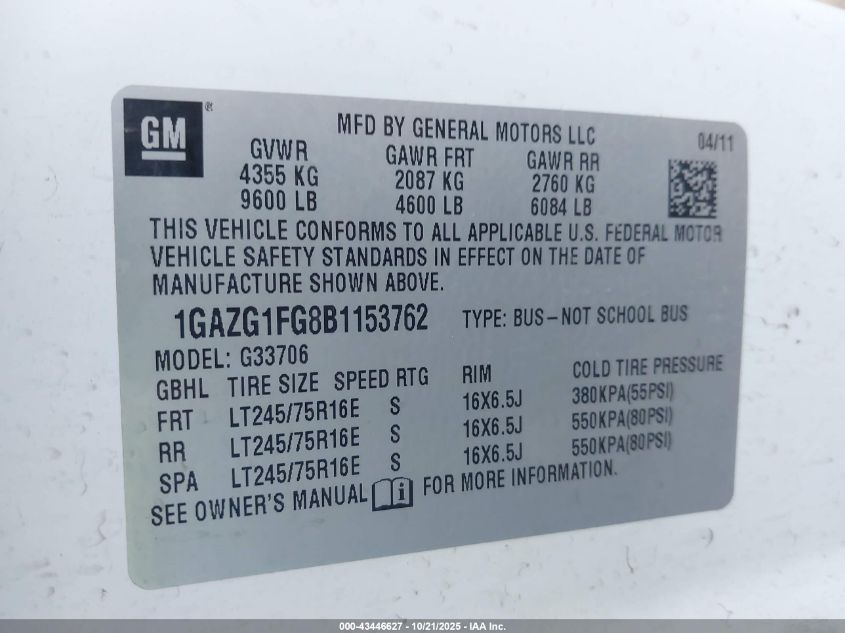 GM®
MFD BY GENERAL MOTORS LLC
04/11
GVWR GAWR FRT GAWR RR
4355 KG 2087 KG 2760 KG
9600 LB 4600 LB 6084 LB
THIS VEHICLE CONFORMS TO ALL APPLICABLE U.S. FEDERAL MOTOR
VEHICLE SAFETY STANDARDS IN EFFECT ON THE DATE OF
MANUFACTURE SHOWN ABOVE.
1GAZG1FG8B1153762 TYPE: BUS-NOT SCHOOL BUS
MODEL: G33706
GBHL TIRE SIZE SPEED RTG RIM COLD TIRE PRESSURE
FRT LT245/75R16E S 16X6.5J 380KPA(55PSI)
RR LT245/75R16E S 16X6.5J 550KPA(80PSI)
SPA LT245/75R16E S 16X6.5J 550KPA(80PSI)
SEE OWNER'S MANUAL i FOR MORE INFORMATION.
000-43446627 - 10/21/2025 - IAA Inc.